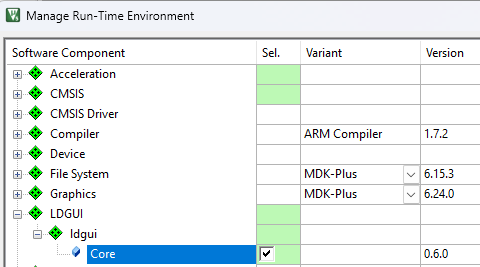 Manage Run-Time Environment
Software Component Sel. Variant Version
Acceleration
CMSIS
CMSIS Driver
Compiler ARM Compiler 1.7.2
Device
File System MDK-Plus 6.15.3
Graphics MDK-Plus 6.24.0
LDGUI
ldgui
Core 0.6.0